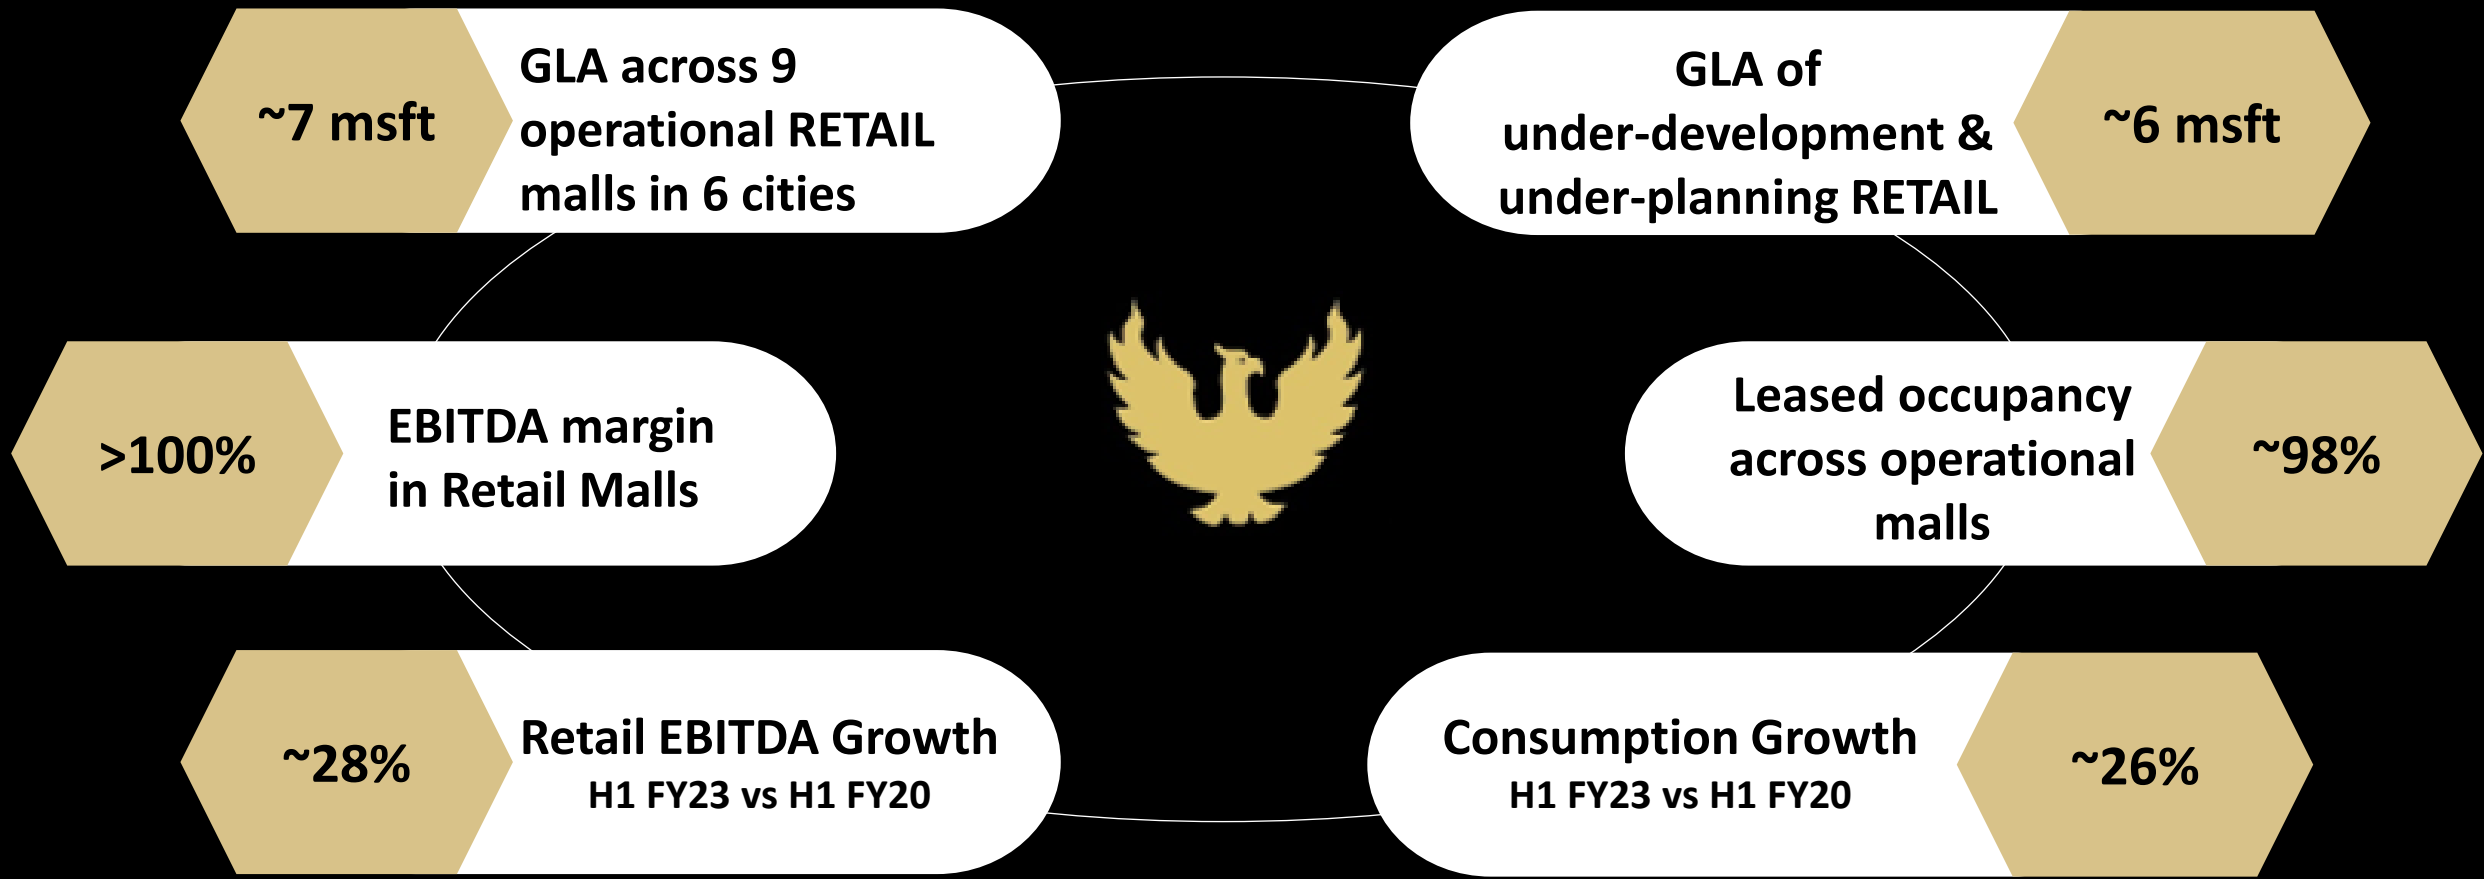 ~7 msft
GLA across 9
operational RETAIL
malls in 6 cities
GLA of
under-development &
under-planning RETAIL
~6 msft
>100%
EBITDA margin
in Retail Malls
Leased occupancy
across operational
malls
~98%
~28%
Retail EBITDA Growth
H1 FY23 vs H1 FY20
Consumption Growth
H1 FY23 vs H1 FY20
~26%